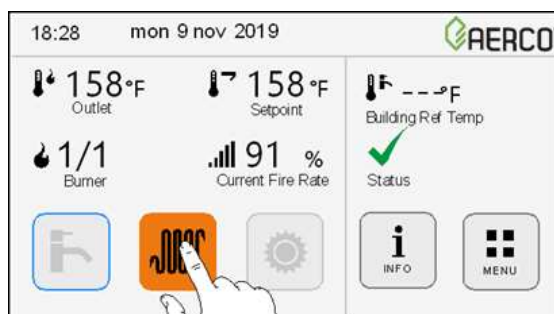 18:28 mon 9 nov 2019 AERCO
158°F 158°F ---°F
Outlet Setpoint Building Ref Temp
1/1 91 %
Burner Current Fire Rate Status
INFO MENU